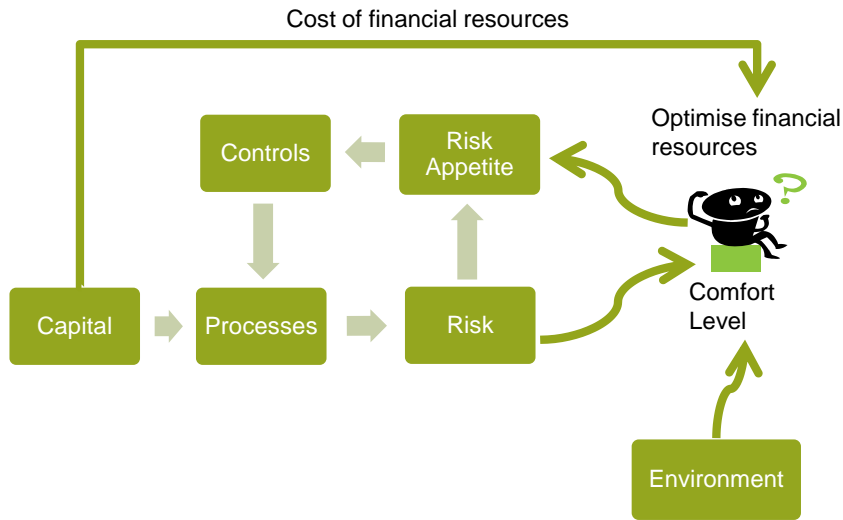 Cost of financial resources
Optimise financial
resources
Controls
Risk
Appetite
?
Capital
Processes
Risk
Comfort
Level
Environment